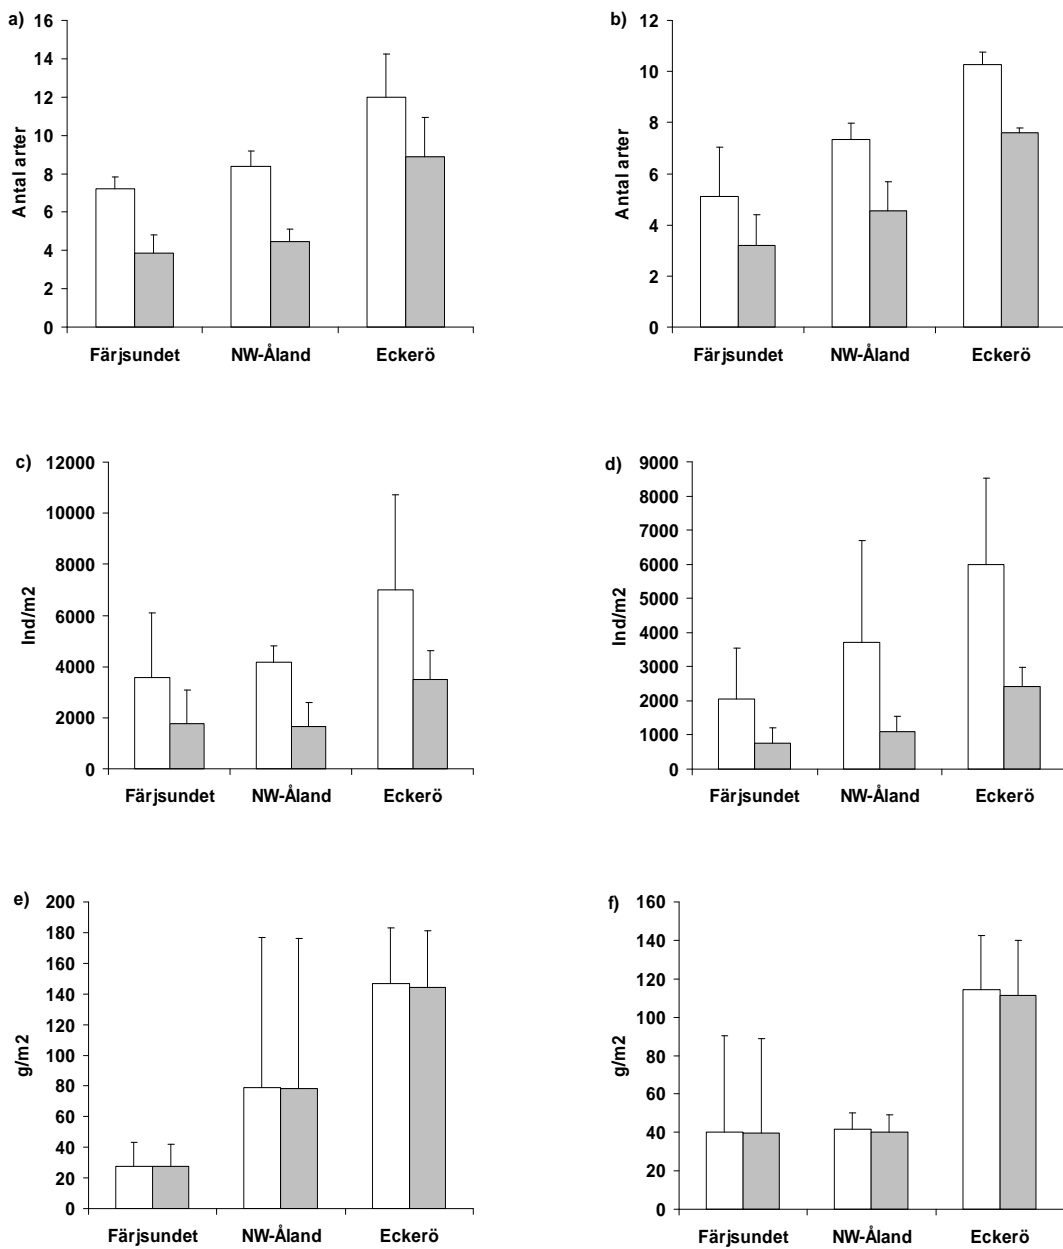 a)
Antal arter
16
14
12
10
8
6
4
2
0
Färjsundet NW-Åland Eckerö
b)
Antal arter
12
10
8
6
4
2
0
Färjsundet NW-Åland Eckerö
c)
Ind/m2
12000
10000
8000
6000
4000
2000
0
Färjsundet NW-Åland Eckerö
d)
Ind/m2
9000
8000
7000
6000
5000
4000
3000
2000
1000
0
Färjsundet NW-Åland Eckerö
e)
g/m2
200
180
160
140
120
100
80
60
40
20
0
Färjsundet NW-Åland Eckerö
f)
g/m2
160
140
120
100
80
60
40
20
0
Färjsundet NW-Åland Eckerö